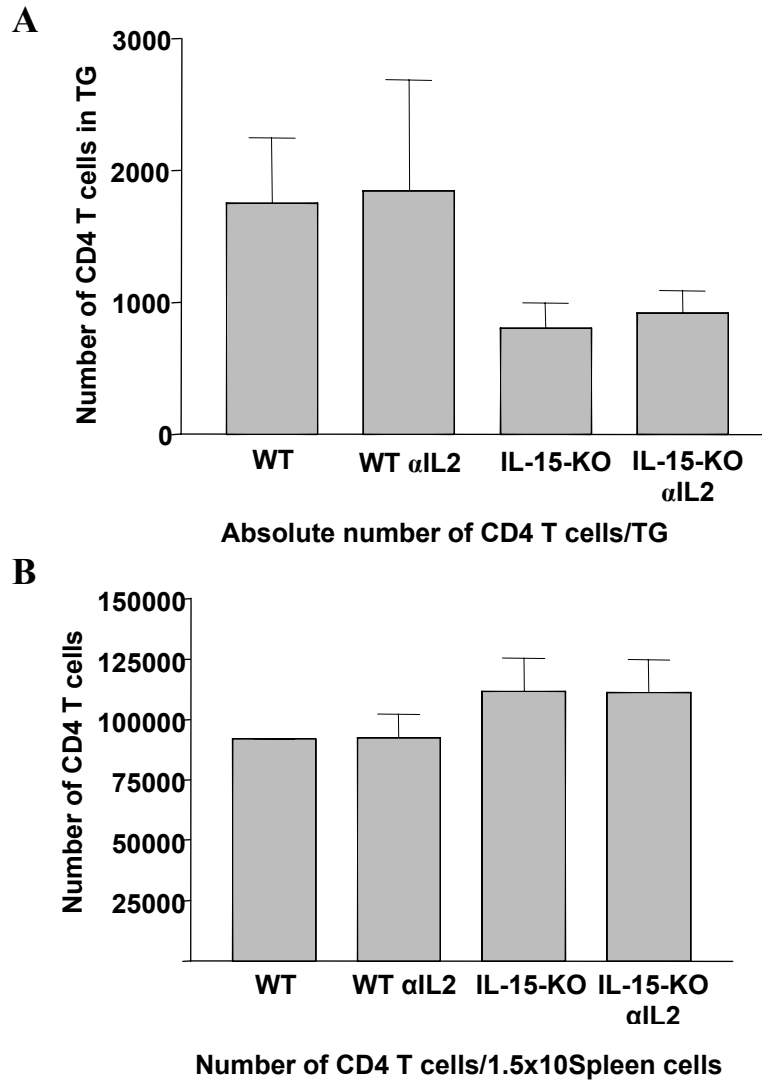 A
Number of CD4 T cells in TG
3000
2000
1000
0
WT
WT αIL2
IL-15-KO
IL-15-KO
αIL2
Absolute number of CD4 T cells/TG
B
Number of CD4 T cells
150000
125000
100000
75000
50000
25000
WT
WT αIL2
IL-15-KO
IL-15-KO
αIL2
Number of CD4 T cells/1.5x10Spleen cells